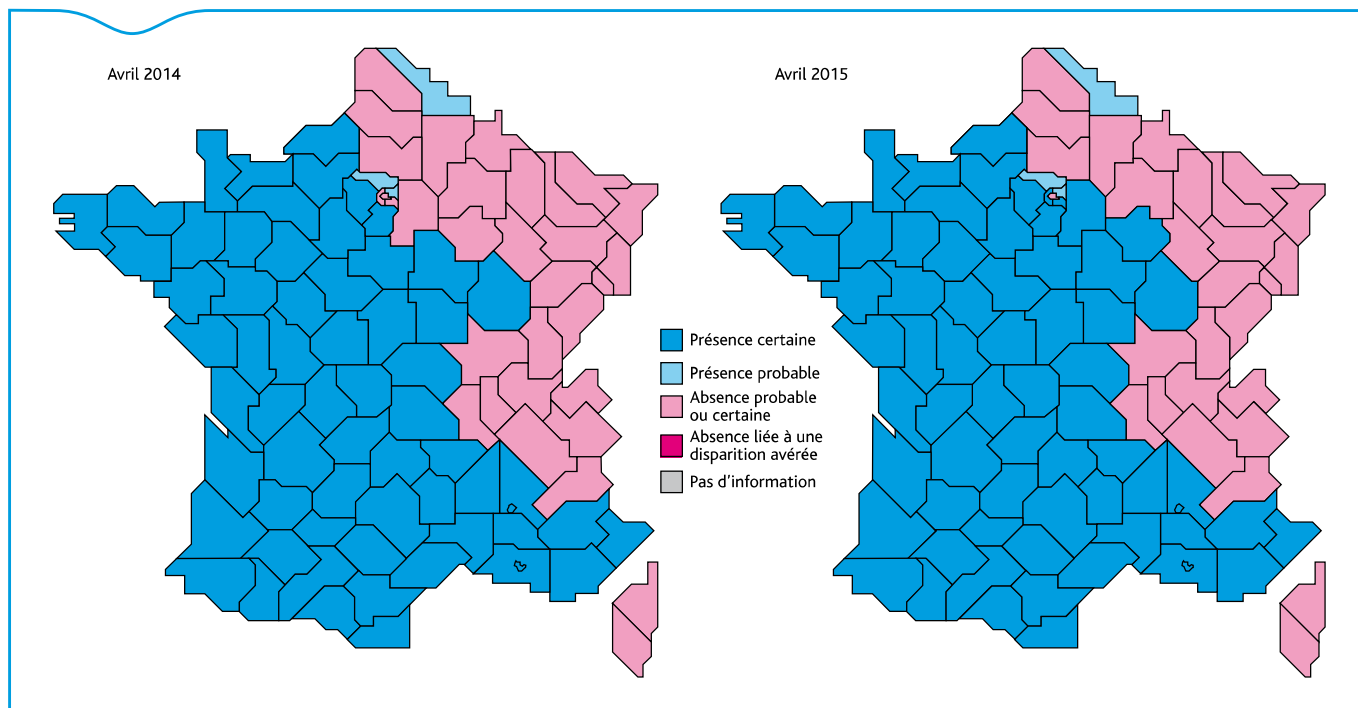 Avril 2014
Avril 2015
Présence certaine
Présence probable
Absence probable
ou certaine
Absence liée à une
disparition avérée
Pas d'information